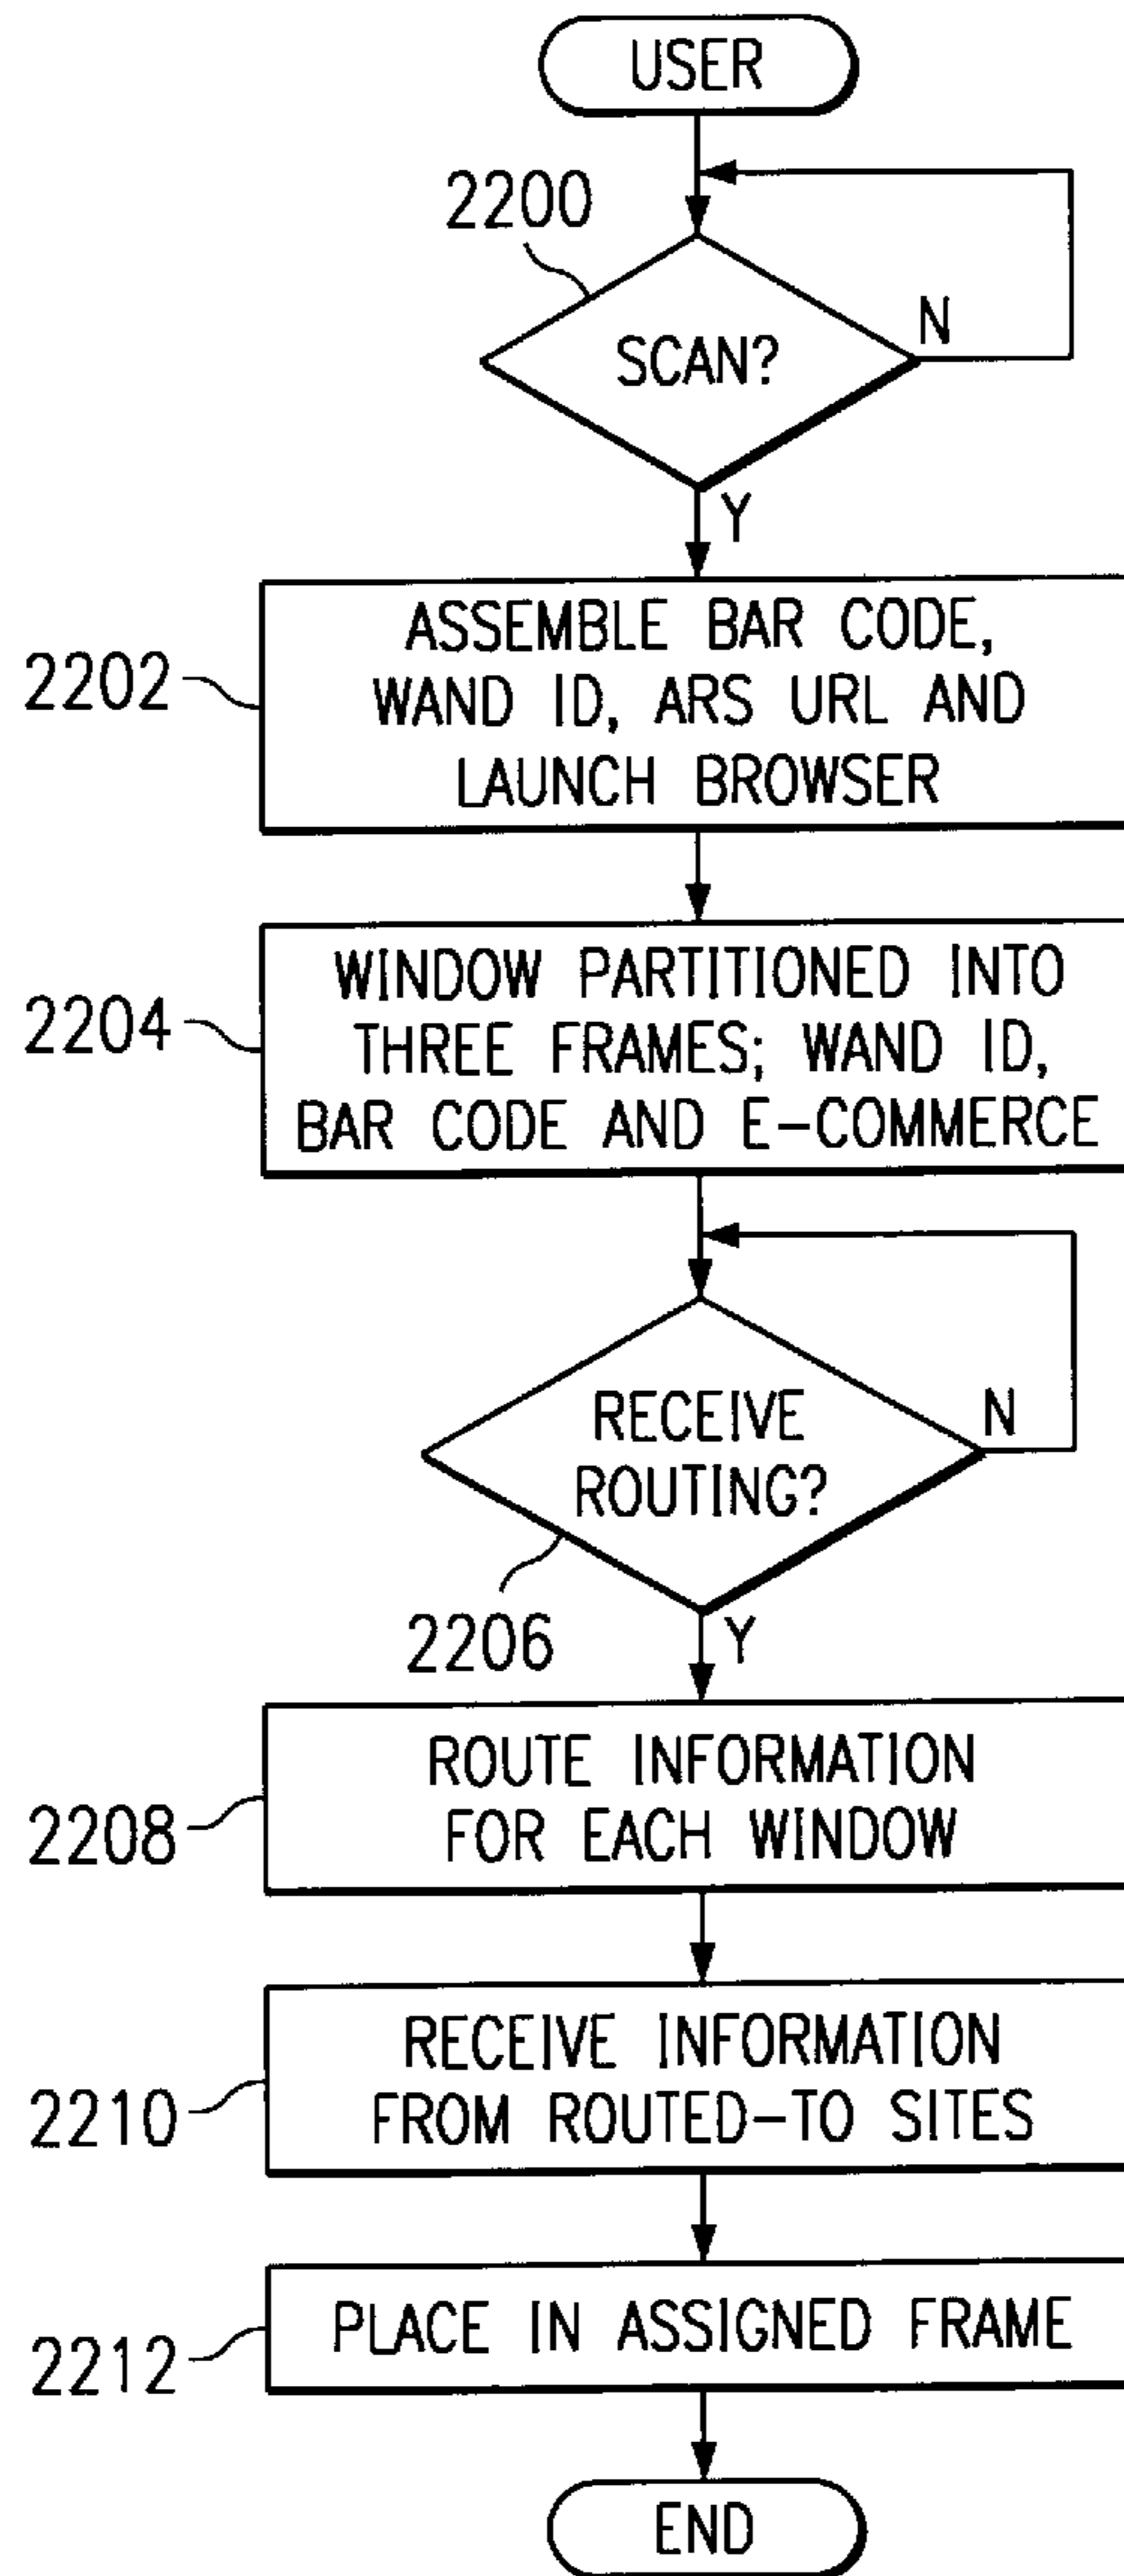 USER
2200
SCAN?
N
Y
2202
ASSEMBLE BAR CODE,
WAND ID, ARS URL AND
LAUNCH BROWSER
2204
WINDOW PARTITIONED INTO
THREE FRAMES; WAND ID,
BAR CODE AND E-COMMERCE
RECEIVE
ROUTING?
N
2206
Y
2208
ROUTE INFORMATION
FOR EACH WINDOW
2210
RECEIVE INFORMATION
FROM ROUTED-TO SITES
2212
PLACE IN ASSIGNED FRAME
END